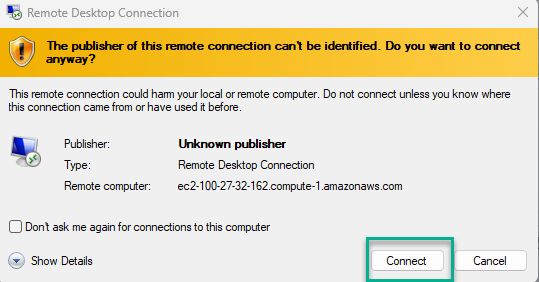 Remote Desktop Connection
The publisher of this remote connection can't be identified. Do you want to connect
anyway?
This remote connection could harm your local or remote computer. Do not connect unless you know where
this connection came from or have used it before.
Publisher: Unknown publisher
Type: Remote Desktop Connection
Remote computer: ec2-100-27-32-162.compute-1.amazonaws.com
Don't ask me again for connections to this computer
Show Details Connect Cancel